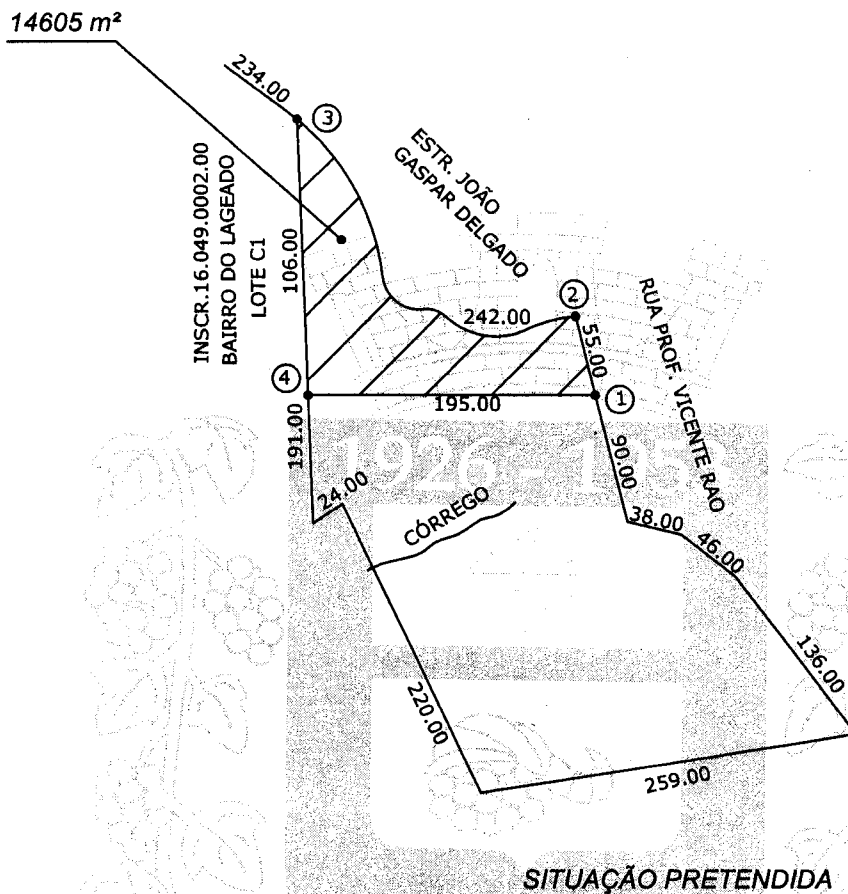 14605 m²
234.00
3
ESTR. JOÃO
GASPAR DELGADO
INSCR.16.049.0002.00
BAIRRO DO LAGEADO
LOTE C1
106.00
242.00
2
55.00
RUA PROF. VICENTE RAO
4
195.00
1
191.00
1926 - 1953
90.00
24.00
CÓRREGO
38.00
46.00
136.00
220.00
259.00
SITUAÇÃO PRETENDIDA